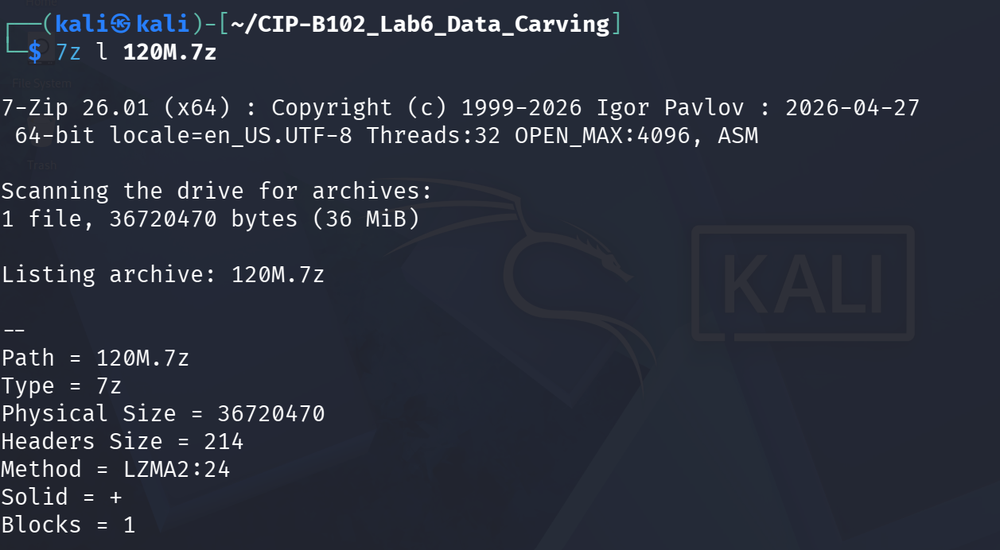 Home
┌──(kali㉿kali)-[~/CIP-B102_Lab6_Data_Carving]
└─$ 7z l 120M.7z
File System
7-Zip 26.01 (x64) : Copyright (c) 1999-2026 Igor Pavlov : 2026-04-27
 64-bit locale=en_US.UTF-8 Threads:32 OPEN_MAX:4096, ASM
Trash
Scanning the drive for archives:
1 file, 36720470 bytes (36 MiB)
KALI
Listing archive: 120M.7z
--
Path = 120M.7z
Type = 7z
Physical Size = 36720470
Headers Size = 214
Method = LZMA2:24
Solid = +
Blocks = 1